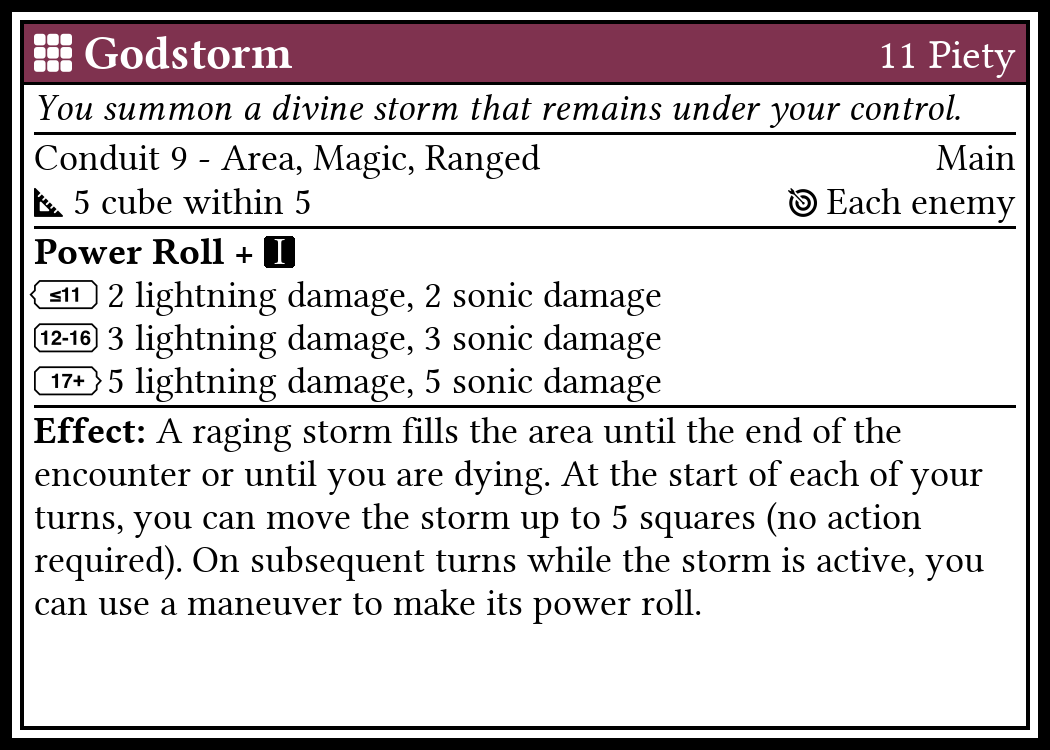 Godstorm 11 Piety
You summon a divine storm that remains under your control.
Conduit 9 - Area, Magic, Ranged Main
5 cube within 5 Each enemy
Power Roll + I
≤11 2 lightning damage, 2 sonic damage
12-16 3 lightning damage, 3 sonic damage
17+ 5 lightning damage, 5 sonic damage
Effect: A raging storm fills the area until the end of the
encounter or until you are dying. At the start of each of your
turns, you can move the storm up to 5 squares (no action
required). On subsequent turns while the storm is active, you
can use a maneuver to make its power roll.